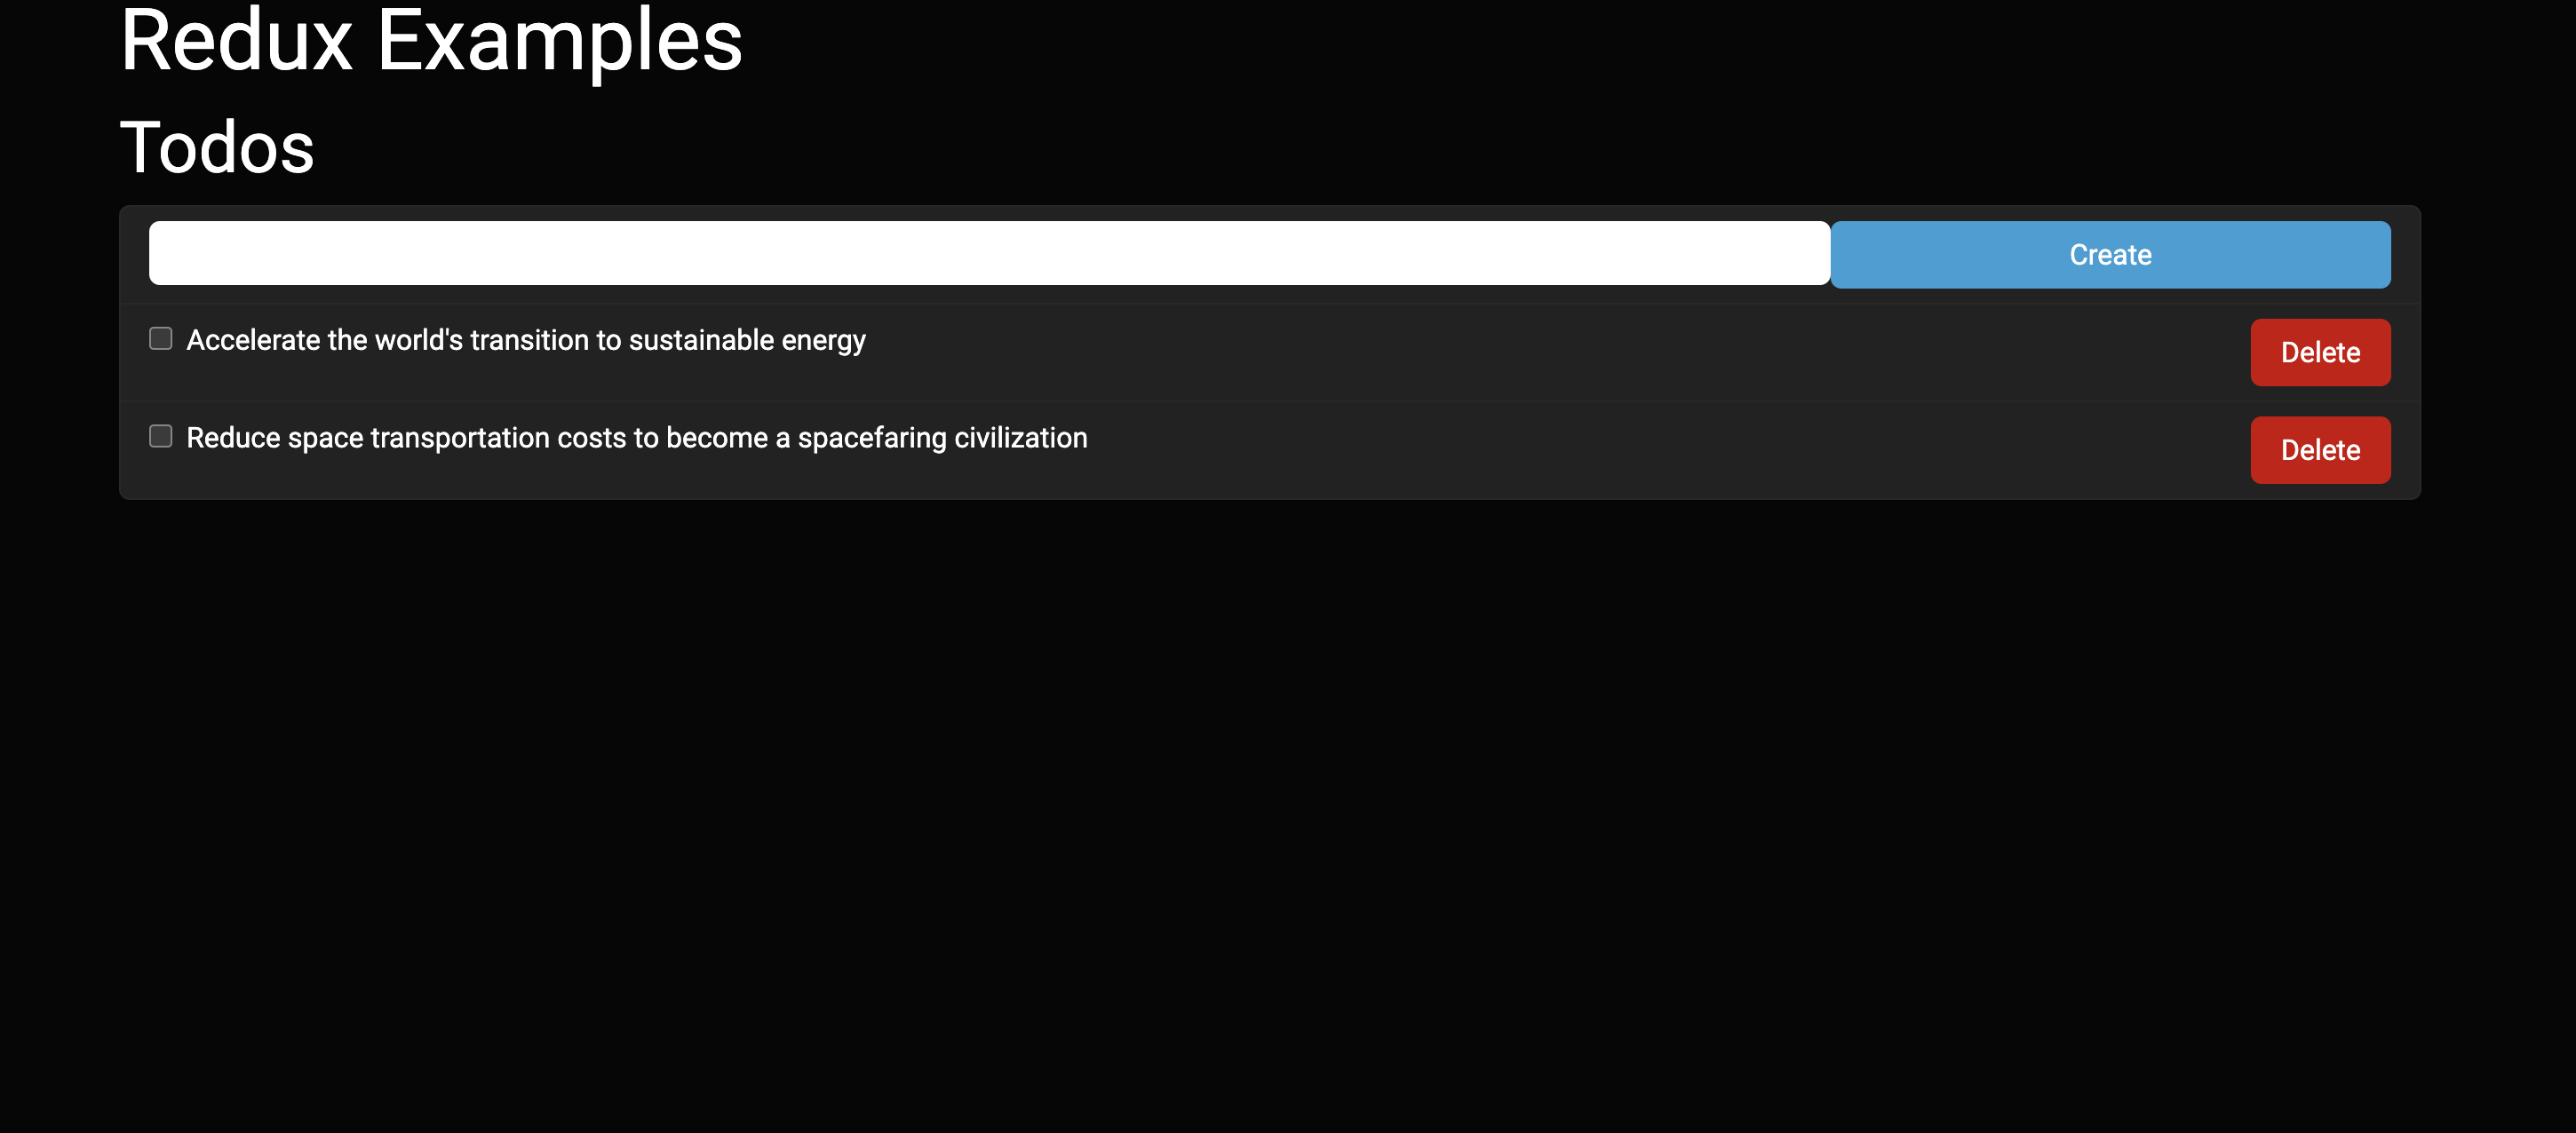 Redux Examples
Todos
Create
Accelerate the world's transition to sustainable energy
Delete
Reduce space transportation costs to become a spacefaring civilization
Delete